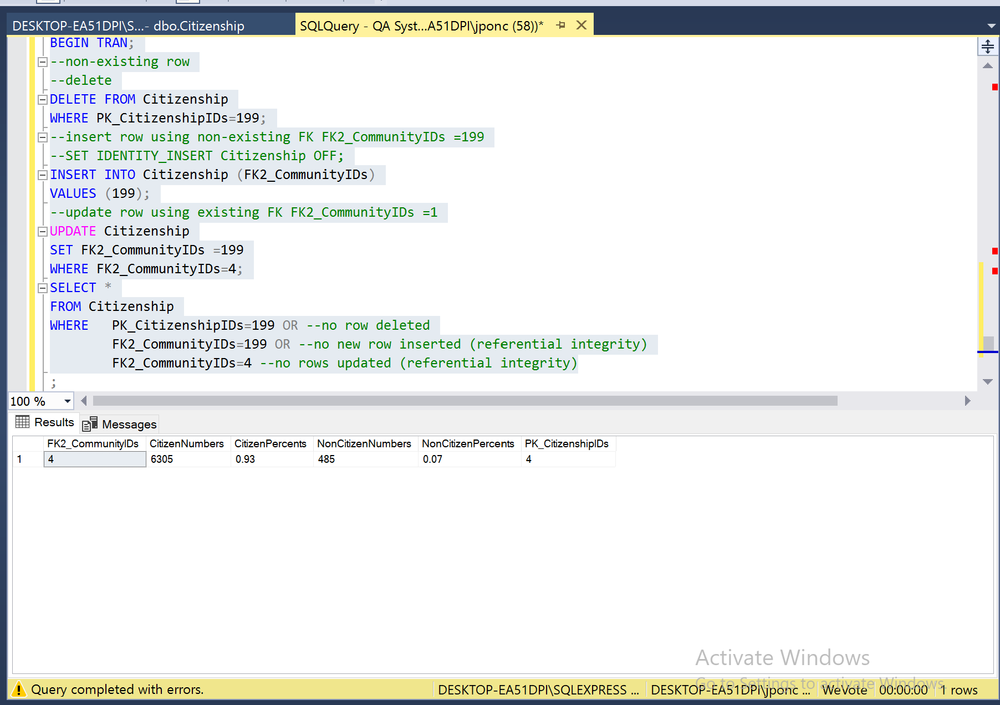 DESKTOP-EA51DPI\S...- dbo.Citizenship
SQLQuery - QA Syst...A51DPI\jponc (58))*
BEGIN TRAN;
--non-existing row
--delete
DELETE FROM Citizenship
WHERE PK_CitizenshipIDs=199;
--insert row using non-existing FK FK2_CommunityIDs =199
--SET IDENTITY_INSERT Citizenship OFF;
INSERT INTO Citizenship (FK2_CommunityIDs)
VALUES (199);
--update row using existing FK FK2_CommunityIDs =1
UPDATE Citizenship
SET FK2_CommunityIDs =199
WHERE FK2_CommunityIDs=4;
SELECT *
FROM Citizenship
WHERE   PK_CitizenshipIDs=199 OR --no row deleted
        FK2_CommunityIDs=199 OR --no new row inserted (referential integrity)
        FK2_CommunityIDs=4 --no rows updated (referential integrity)
;
100 %
Results Messages
FK2_CommunityIDs CitizenNumbers CitizenPercents NonCitizenNumbers NonCitizenPercents PK_CitizenshipIDs
1 4 6305 0.93 485 0.07 4
Activate Windows
Go to Settings to activate Windows.
Query completed with errors. DESKTOP-EA51DPI\SQLEXPRESS ... DESKTOP-EA51DPI\jponc ... WeVote 00:00:00 1 rows